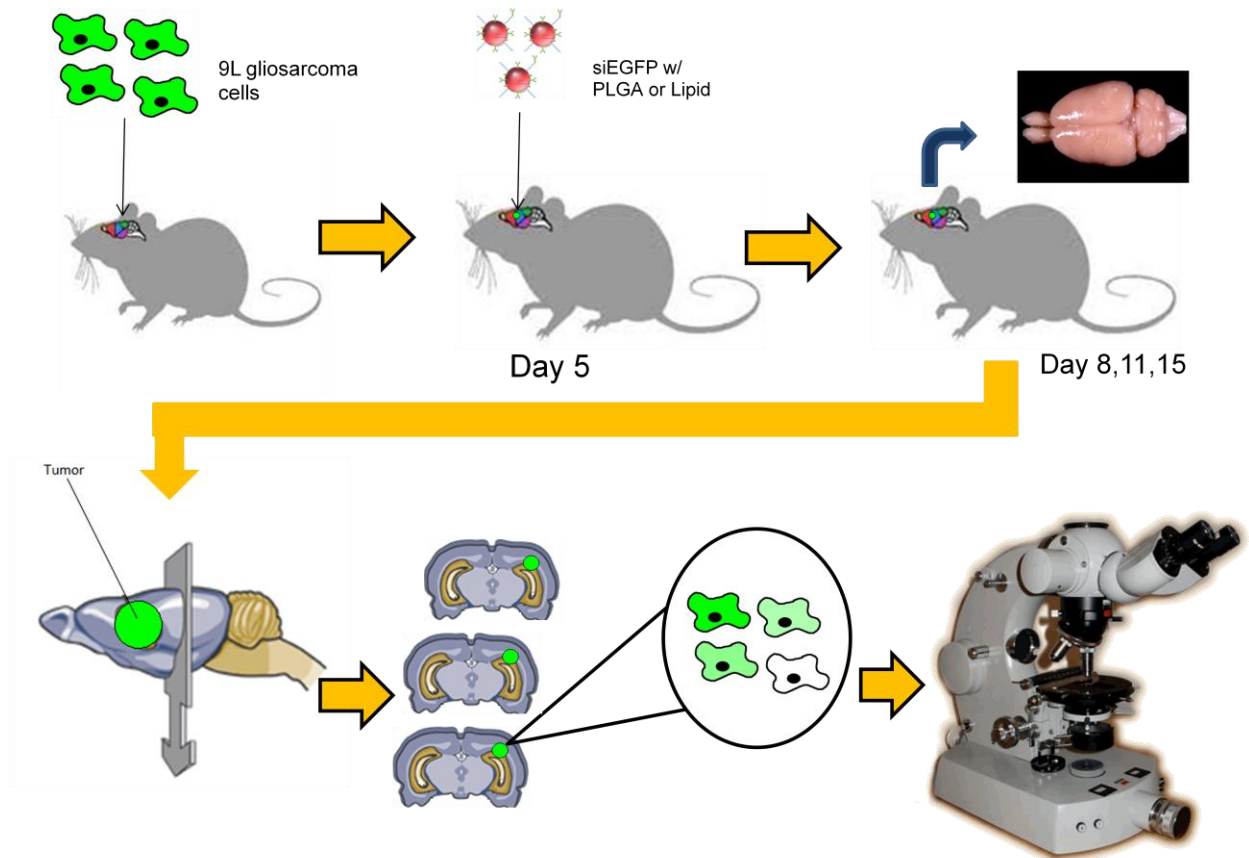 9L gliosarcoma
cells
siEGFP w/
PLGA or Lipid
Day 5
Day 8,11,15
Tumor